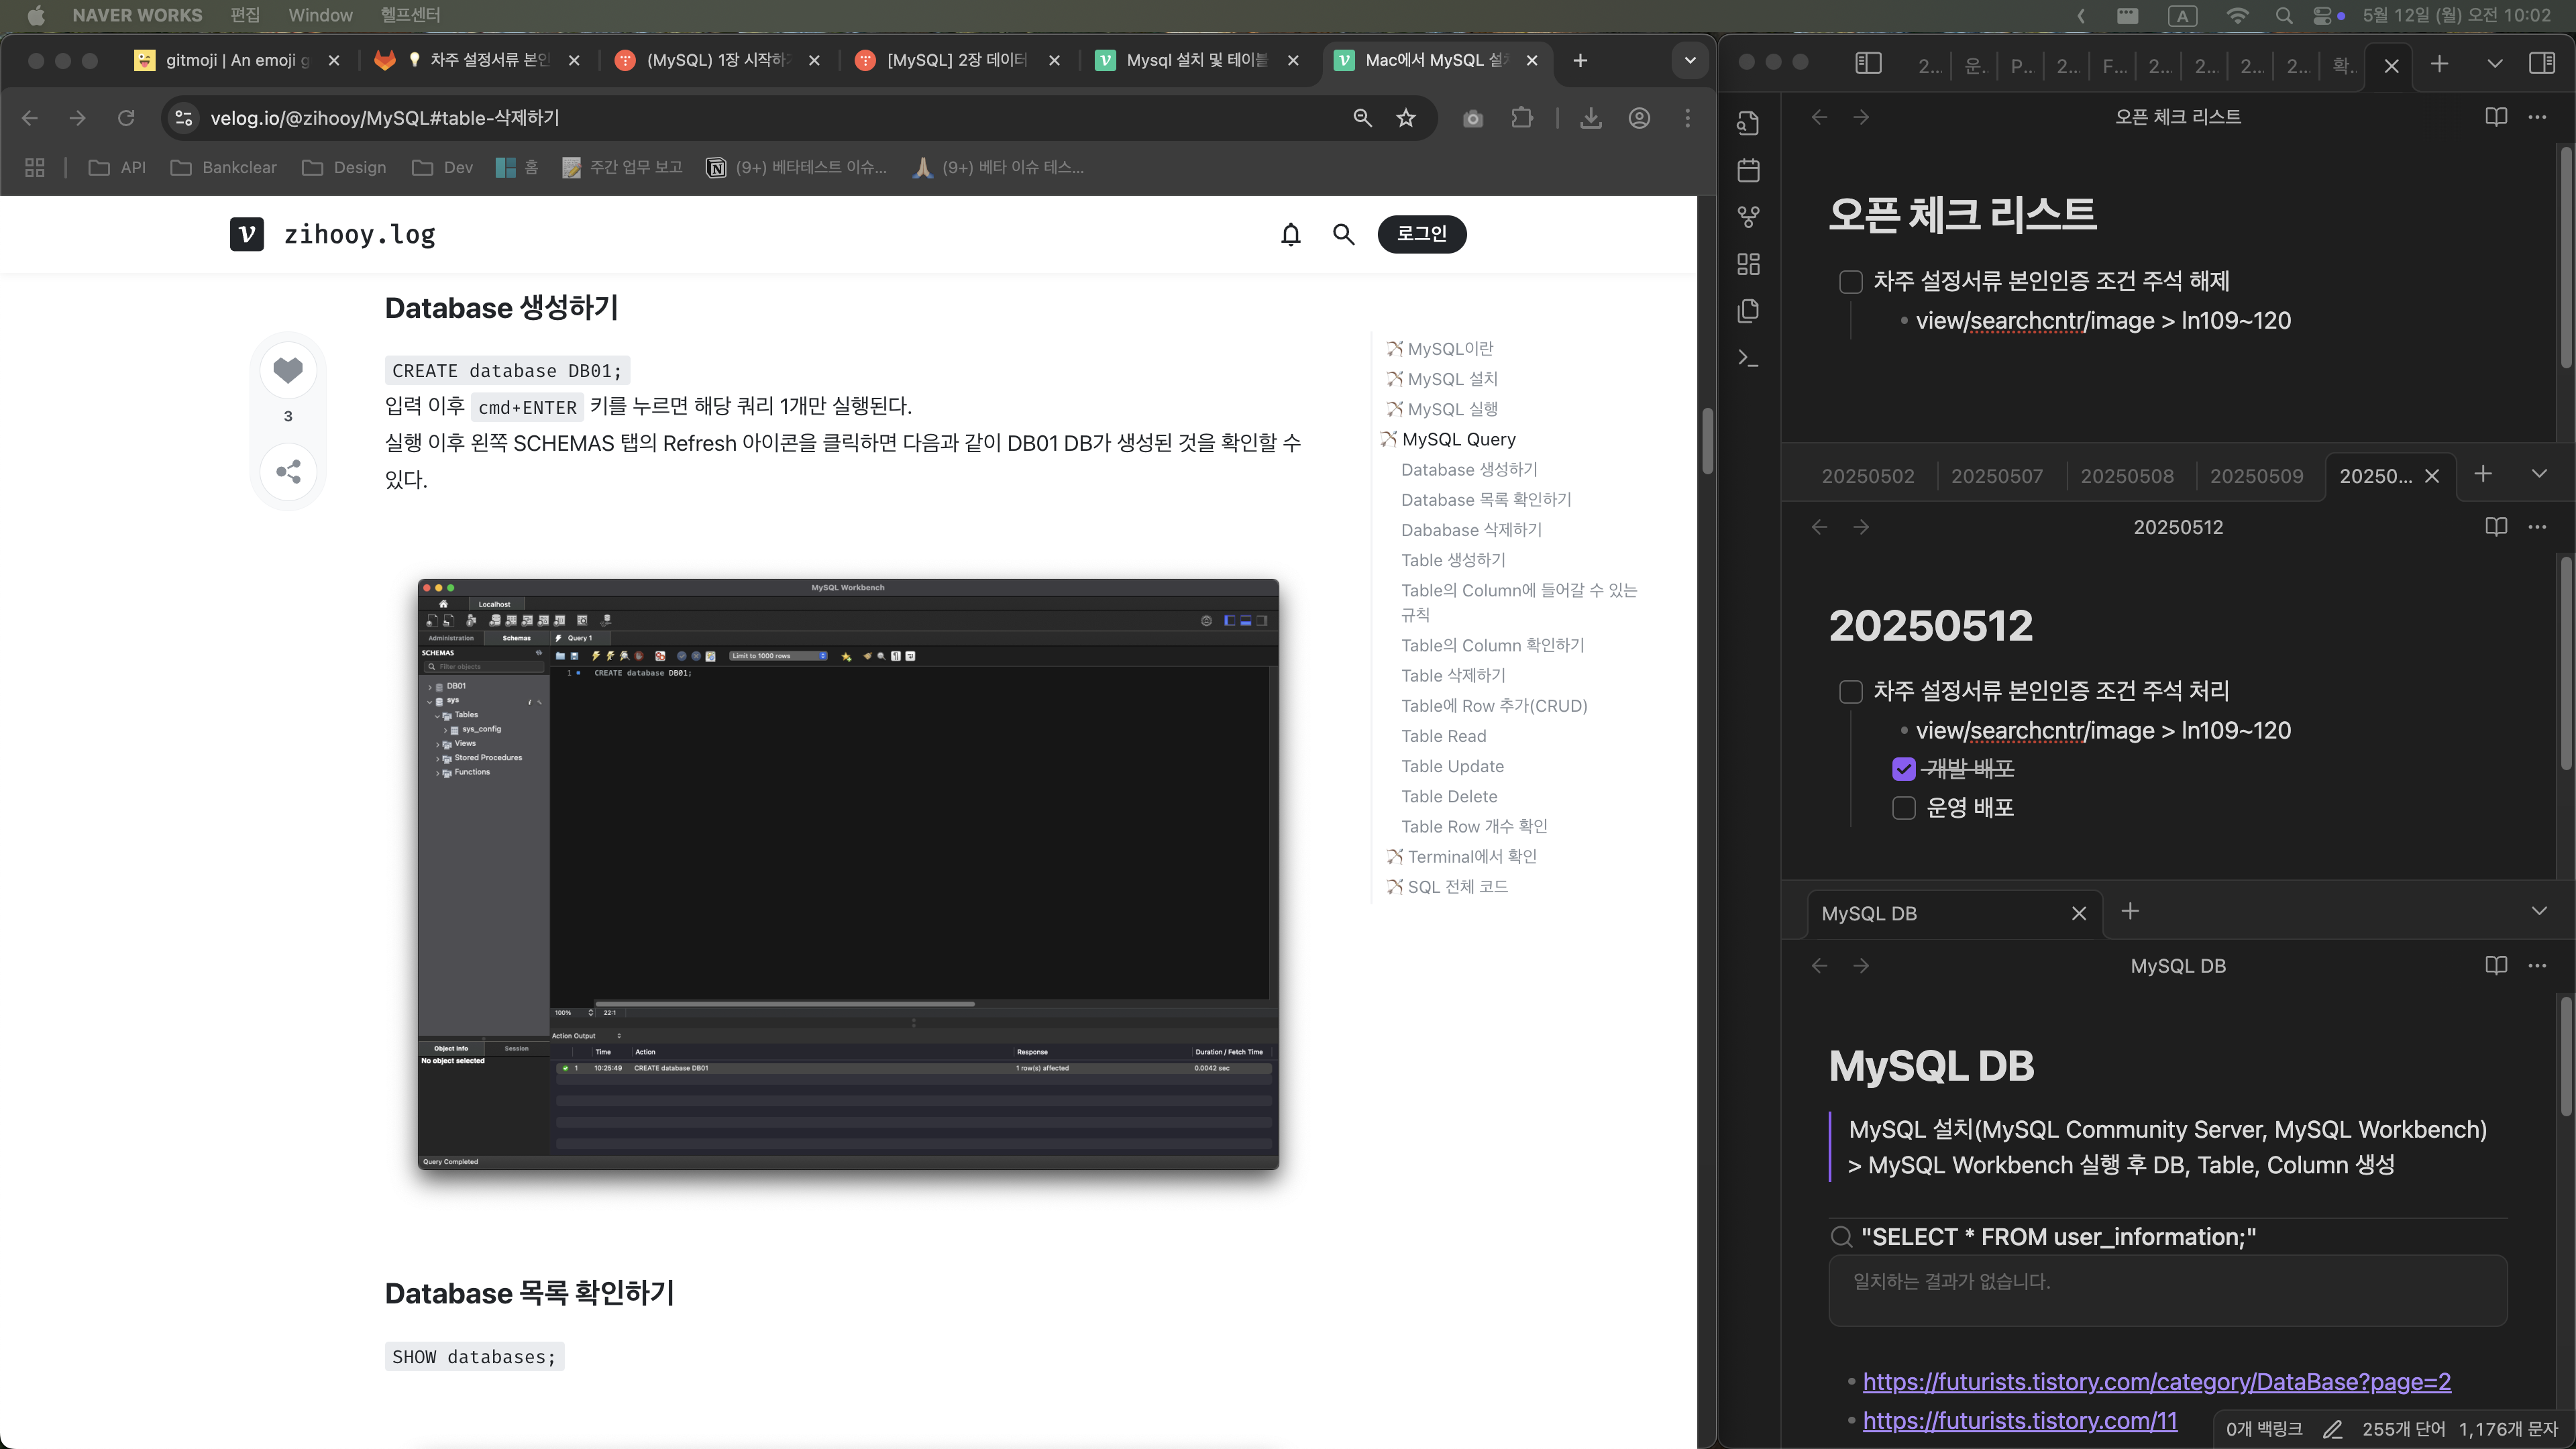 NAVER WORKS 편집 Window 헬프센터
A 5월 12일 (월) 오전 10:02
gitmoji | An emoji g
차주 설정서류 본인
(MySQL) 1장 시작하기
[MySQL] 2장 데이터
Mysql 설치 및 테이블
Mac에서 MySQL 설
velog.io/@zihooy/MySQL#table-삭제하기
API Bankclear Design Dev 홈 주간 업무 보고 (9+) 베타테스트 이슈... (9+) 베타 이슈 테스...
zihooy.log
로그인
Database 생성하기
CREATE database DB01;
입력 이후 cmd+ENTER 키를 누르면 해당 쿼리 1개만 실행된다.
실행 이후 왼쪽 SCHEMAS 탭의 Refresh 아이콘을 클릭하면 다음과 같이 DB01 DB가 생성된 것을 확인할 수
있다.
3
MySQL이란
MySQL 설치
MySQL 실행
MySQL Query
Database 생성하기
Database 목록 확인하기
Dababase 삭제하기
Table 생성하기
Table의 Column에 들어갈 수 있는
규칙
Table의 Column 확인하기
Table 삭제하기
Table에 Row 추가(CRUD)
Table Read
Table Update
Table Delete
Table Row 개수 확인
Terminal에서 확인
SQL 전체 코드
MySQL Workbench
Localhost
Administration Schemas Query 1
SCHEMAS
Filter objects
Limit to 1000 rows
1 CREATE database DB01;
DB01
sys
Tables
sys_config
Views
Stored Procedures
Functions
100% 22:1
Action Output
Object Info Session
No object selected
Time Action Response Duration / Fetch Time
1 10:25:49 CREATE database DB01 1 row(s) affected 0.0042 sec
Query Completed
Database 목록 확인하기
SHOW databases;
2... 운.. P... 2... F... 2... 2... 2... 2... 확..
오픈 체크 리스트
오픈 체크 리스트
차주 설정서류 본인인증 조건 주석 해제
view/searchcntr/image > ln109~120
20250502 20250507 20250508 20250509 20250...
20250512
20250512
차주 설정서류 본인인증 조건 주석 처리
view/searchcntr/image > ln109~120
개발 배포
운영 배포
MySQL DB
MySQL DB
MySQL DB
MySQL 설치(MySQL Community Server, MySQL Workbench)
> MySQL Workbench 실행 후 DB, Table, Column 생성
"SELECT * FROM user_information;"
일치하는 결과가 없습니다.
https://futurists.tistory.com/category/DataBase?page=2
https://futurists.tistory.com/11
0개 백링크 255개 단어 1,176개 문자